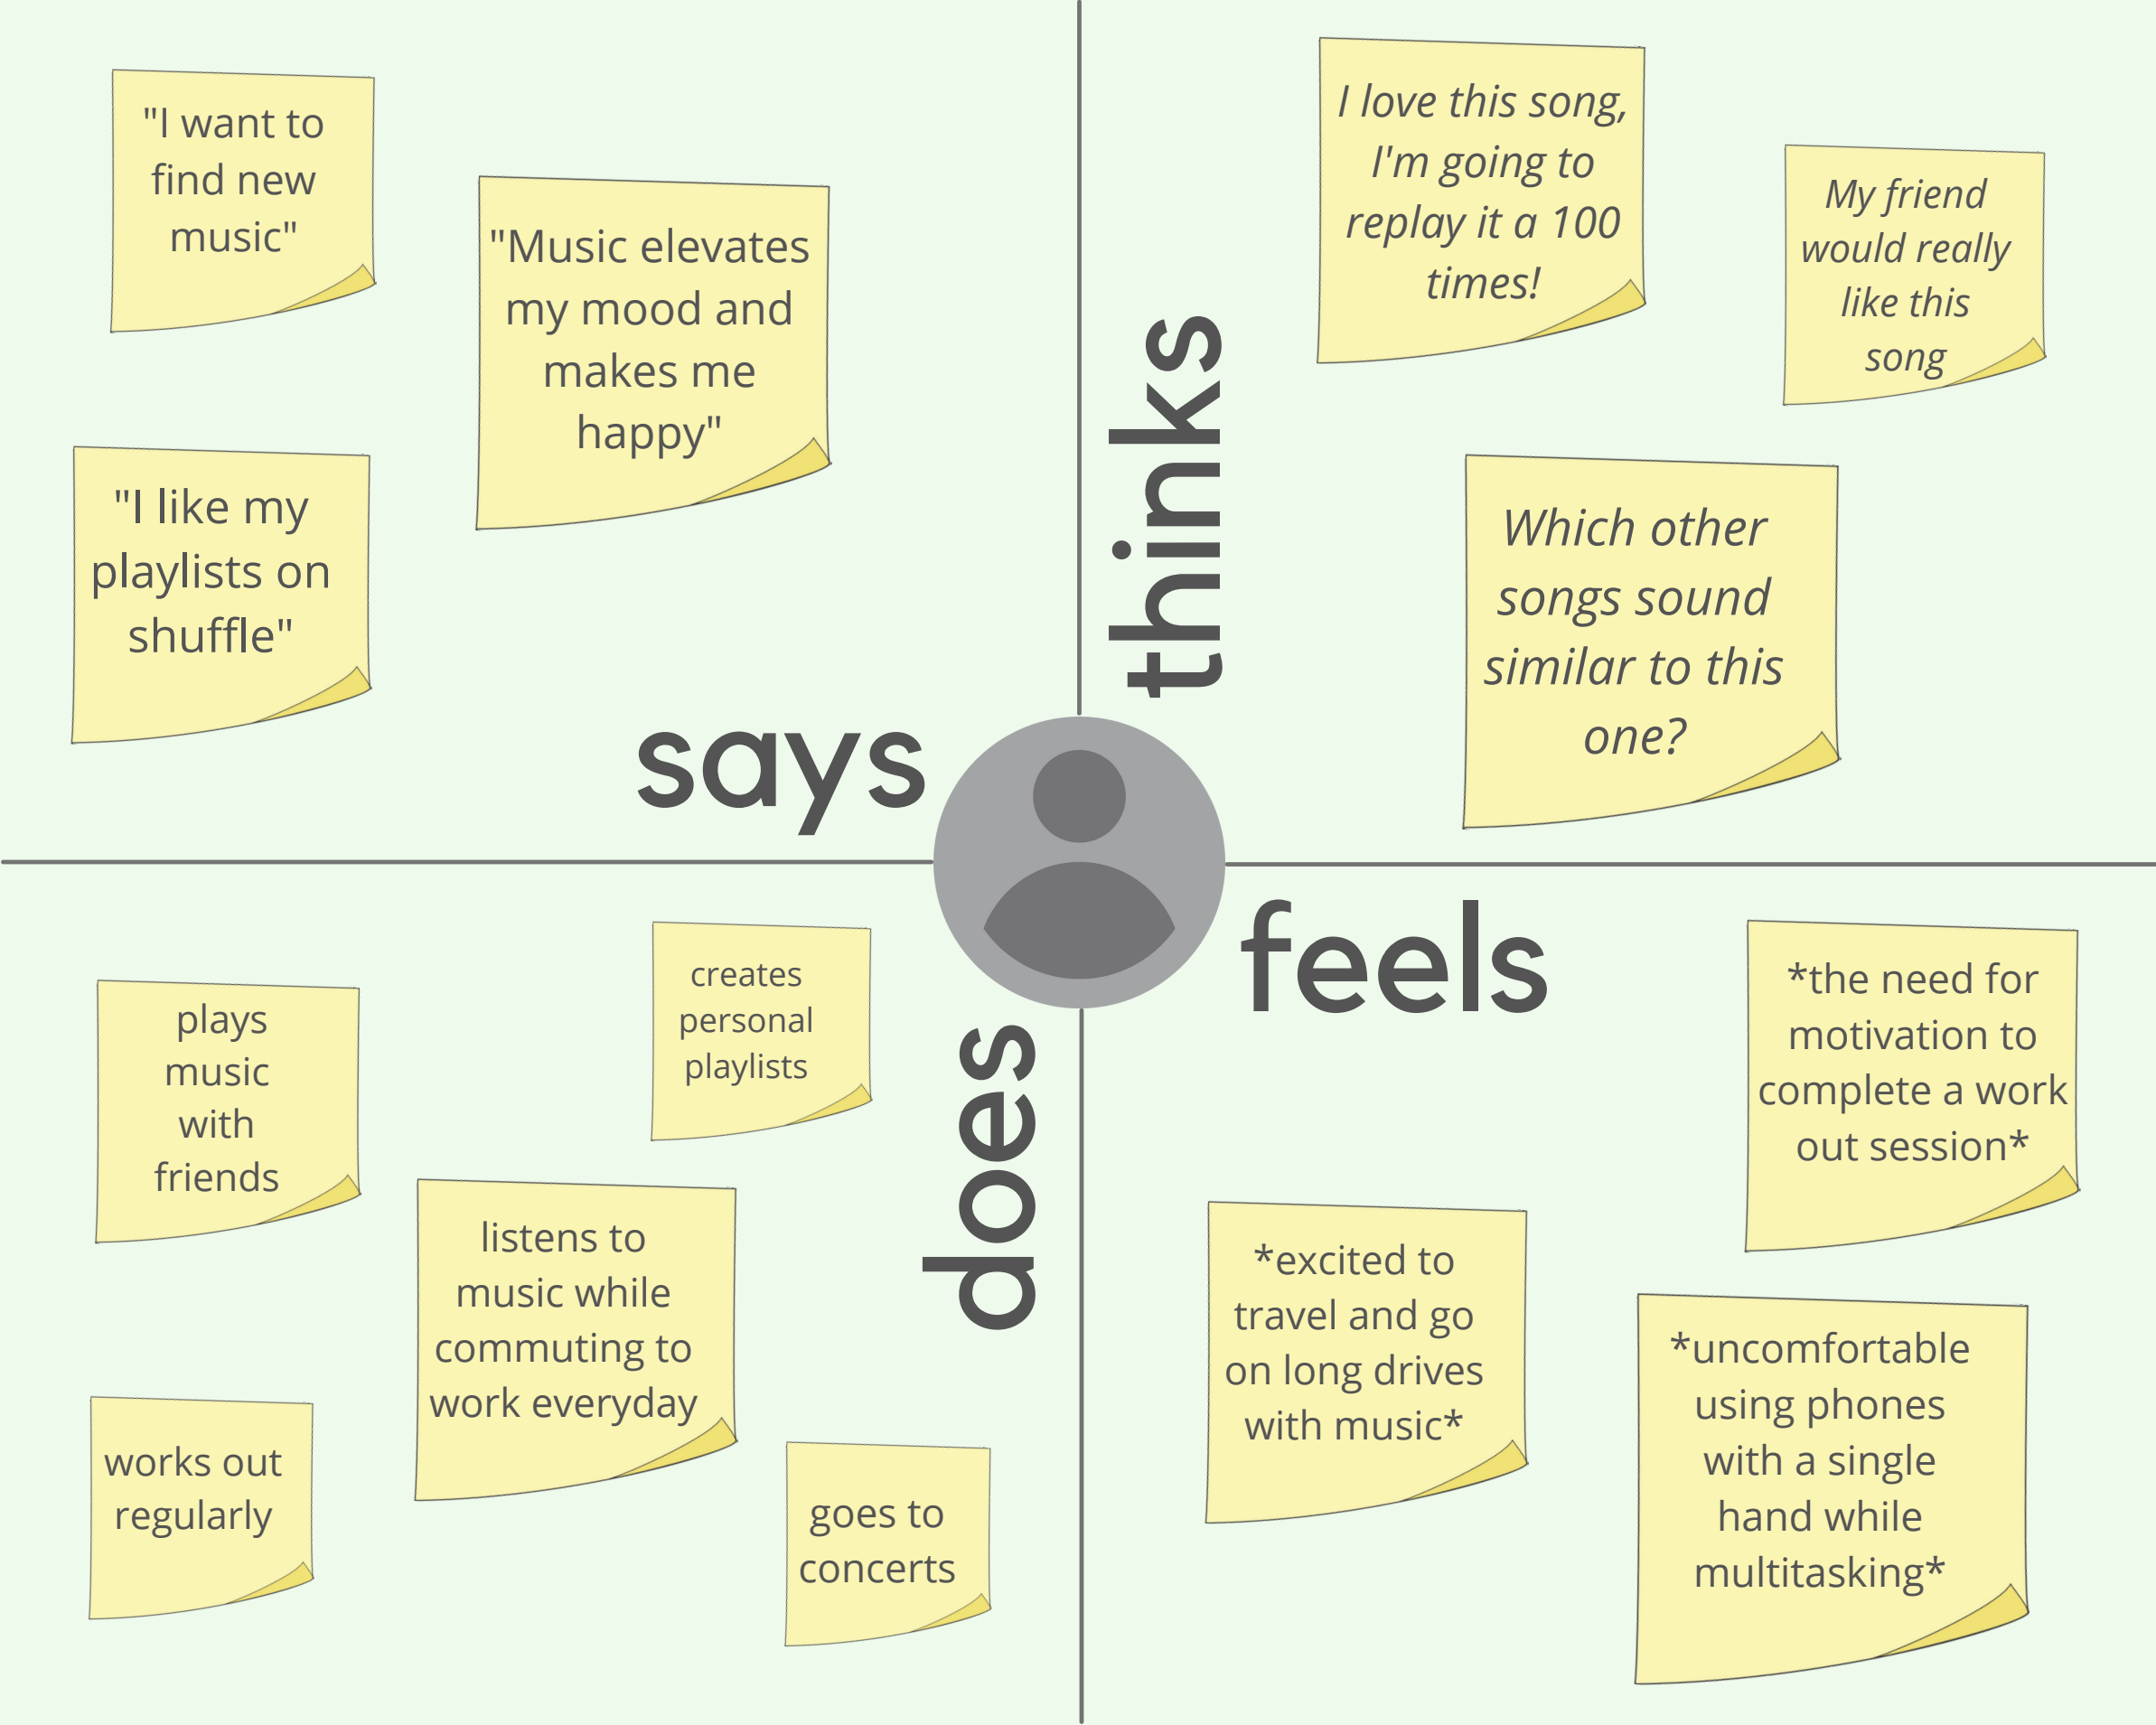 "I want to
find new
music"
"Music elevates
my mood and
makes me
happy"
"I like my
playlists on
shuffle"
says
thinks
I love this song,
I'm going to
replay it a 100
times!
My friend
would really
like this
song
Which other
songs sound
similar to this
one?
does
plays
music
with
friends
creates
personal
playlists
listens to
music while
commuting to
work everyday
works out
regularly
goes to
concerts
feels
*the need for
motivation to
complete a work
out session*
*excited to
travel and go
on long drives
with music*
*uncomfortable
using phones
with a single
hand while
multitasking*